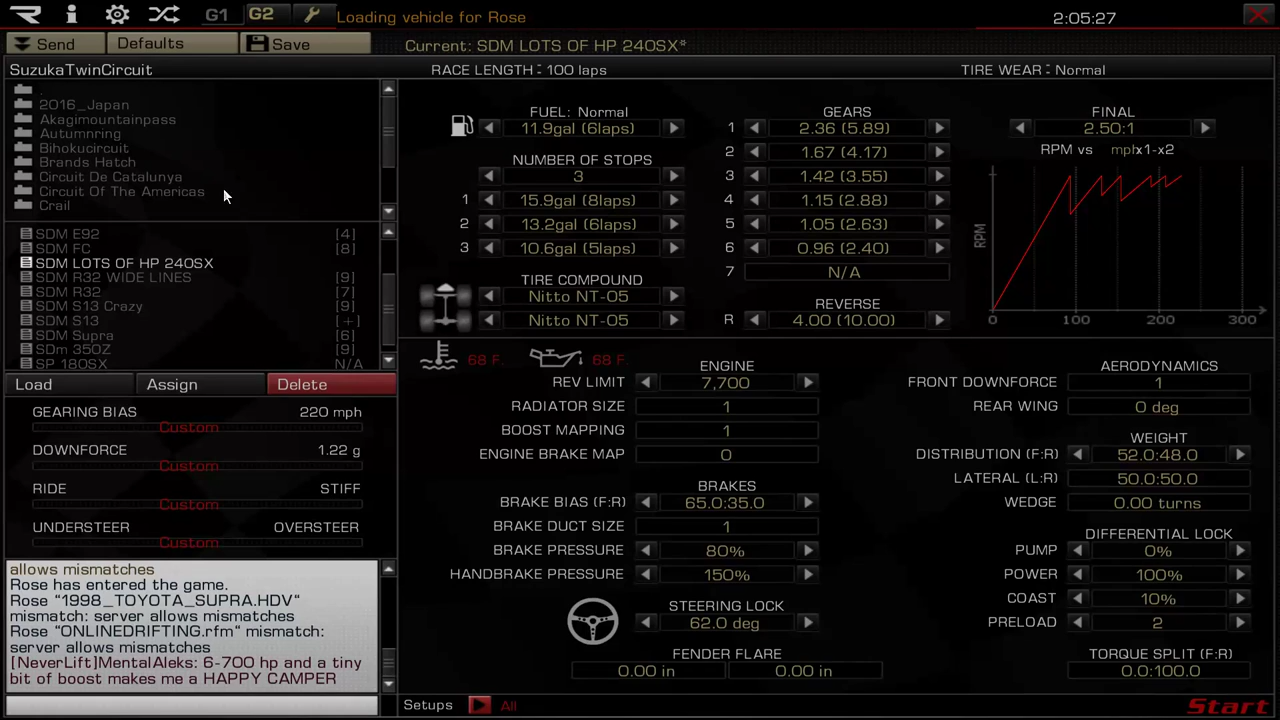 G1 G2 Loading vehicle for Rose 2:05:27
Send Defaults Save Current: SDM LOTS OF HP 240SX*
SuzukaTwinCircuit
.
2016_Japan
Akagimountainpass
Autumnring
Bihokucircuit
Brands Hatch
Circuit De Catalunya
Circuit Of The Americas
Crail
SDM E92 [4]
SDM FC [8]
SDM LOTS OF HP 240SX
SDM R32 WIDE LINES [9]
SDM R32 [7]
SDM S13 Crazy [9]
SDM S13 [+]
SDM Supra [6]
SDm 350Z [9]
SP 180SX N/A
Load Assign Delete
GEARING BIAS 220 mph
Custom
DOWNFORCE 1.22 g
Custom
RIDE STIFF
Custom
UNDERSTEER OVERSTEER
Custom
allows mismatches
Rose has entered the game.
Rose "1998_TOYOTA_SUPRA.HDV"
mismatch: server allows mismatches
Rose "ONLINEDRIFTING.rfm" mismatch:
server allows mismatches
[NeverLift]MentalAleks: 6-700 hp and a tiny
bit of boost makes me a HAPPY CAMPER
RACE LENGTH: 100 laps
TIRE WEAR: Normal
FUEL: Normal
11.9gal (6laps)
NUMBER OF STOPS
3
1 15.9gal (8laps)
2 13.2gal (6laps)
3 10.6gal (5laps)
TIRE COMPOUND
Nitto NT-05
Nitto NT-05
GEARS
1 2.36 (5.89)
2 1.67 (4.17)
3 1.42 (3.55)
4 1.15 (2.88)
5 1.05 (2.63)
6 0.96 (2.40)
7 N/A
REVERSE
R 4.00 (10.00)
FINAL
2.50:1
RPM vs mph x1-x2
RPM
0 100 200 300
68 F. 68 F.
ENGINE
REV LIMIT 7,700
RADIATOR SIZE 1
BOOST MAPPING 1
ENGINE BRAKE MAP 0
BRAKES
BRAKE BIAS (F:R) 65.0:35.0
BRAKE DUCT SIZE 1
BRAKE PRESSURE 80%
HANDBRAKE PRESSURE 150%
STEERING LOCK
62.0 deg
FENDER FLARE
0.00 in 0.00 in
AERODYNAMICS
FRONT DOWNFORCE 1
REAR WING 0 deg
WEIGHT
DISTRIBUTION (F:R) 52.0:48.0
LATERAL (L:R) 50.0:50.0
WEDGE 0.00 turns
DIFFERENTIAL LOCK
PUMP 0%
POWER 100%
COAST 10%
PRELOAD 2
TORQUE SPLIT (F:R)
0.0:100.0
Setups All Start